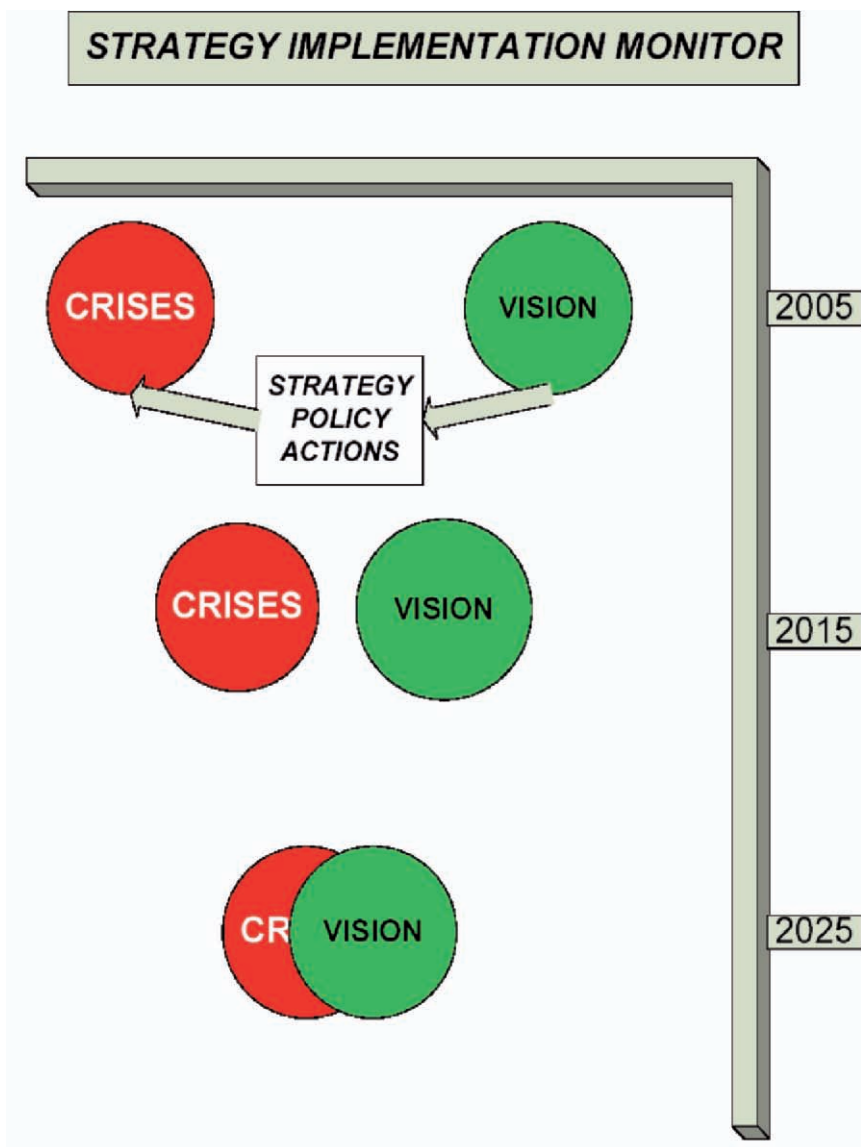 STRATEGY IMPLEMENTATION MONITOR
CRISES
VISION
2005
STRATEGY
POLICY
ACTIONS
CRISES
VISION
2015
CR
VISION
2025